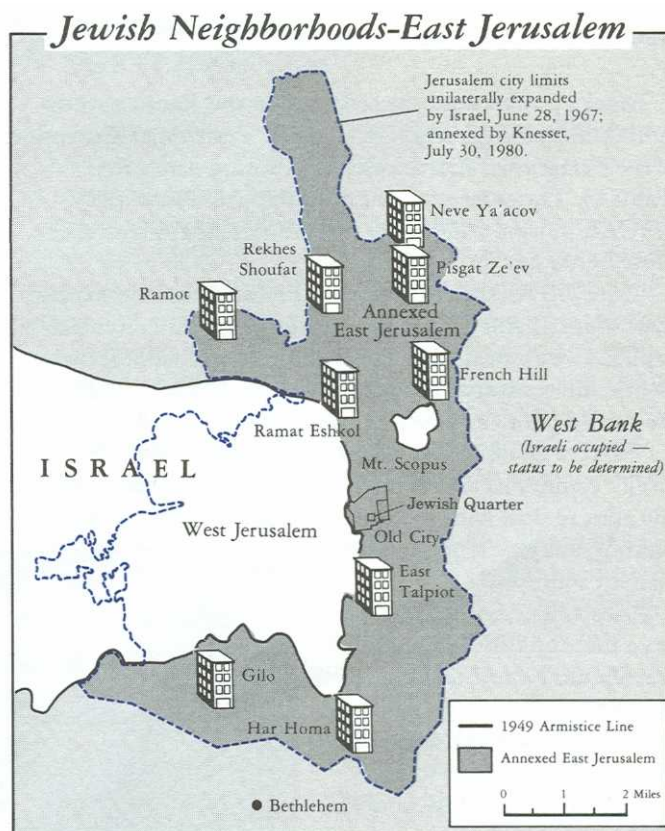 Jewish Neighborhoods-East Jerusalem
Jerusalem city limits
unilaterally expanded
by Israel, June 28, 1967;
annexed by Knesset,
July 30, 1980.
Neve Ya'acov
Rekhes
Shoufat
Pisgat Ze'ev
Ramot
Annexed
East Jerusalem
French Hill
Ramat Eshkol
West Bank
(Israeli occupied —
status to be determined)
Mt. Scopus
ISRAEL
Jewish Quarter
West Jerusalem
Old City
East
Talpiot
Gilo
Har Homa
1949 Armistice Line
Annexed East Jerusalem
0 1 2 Miles
Bethlehem